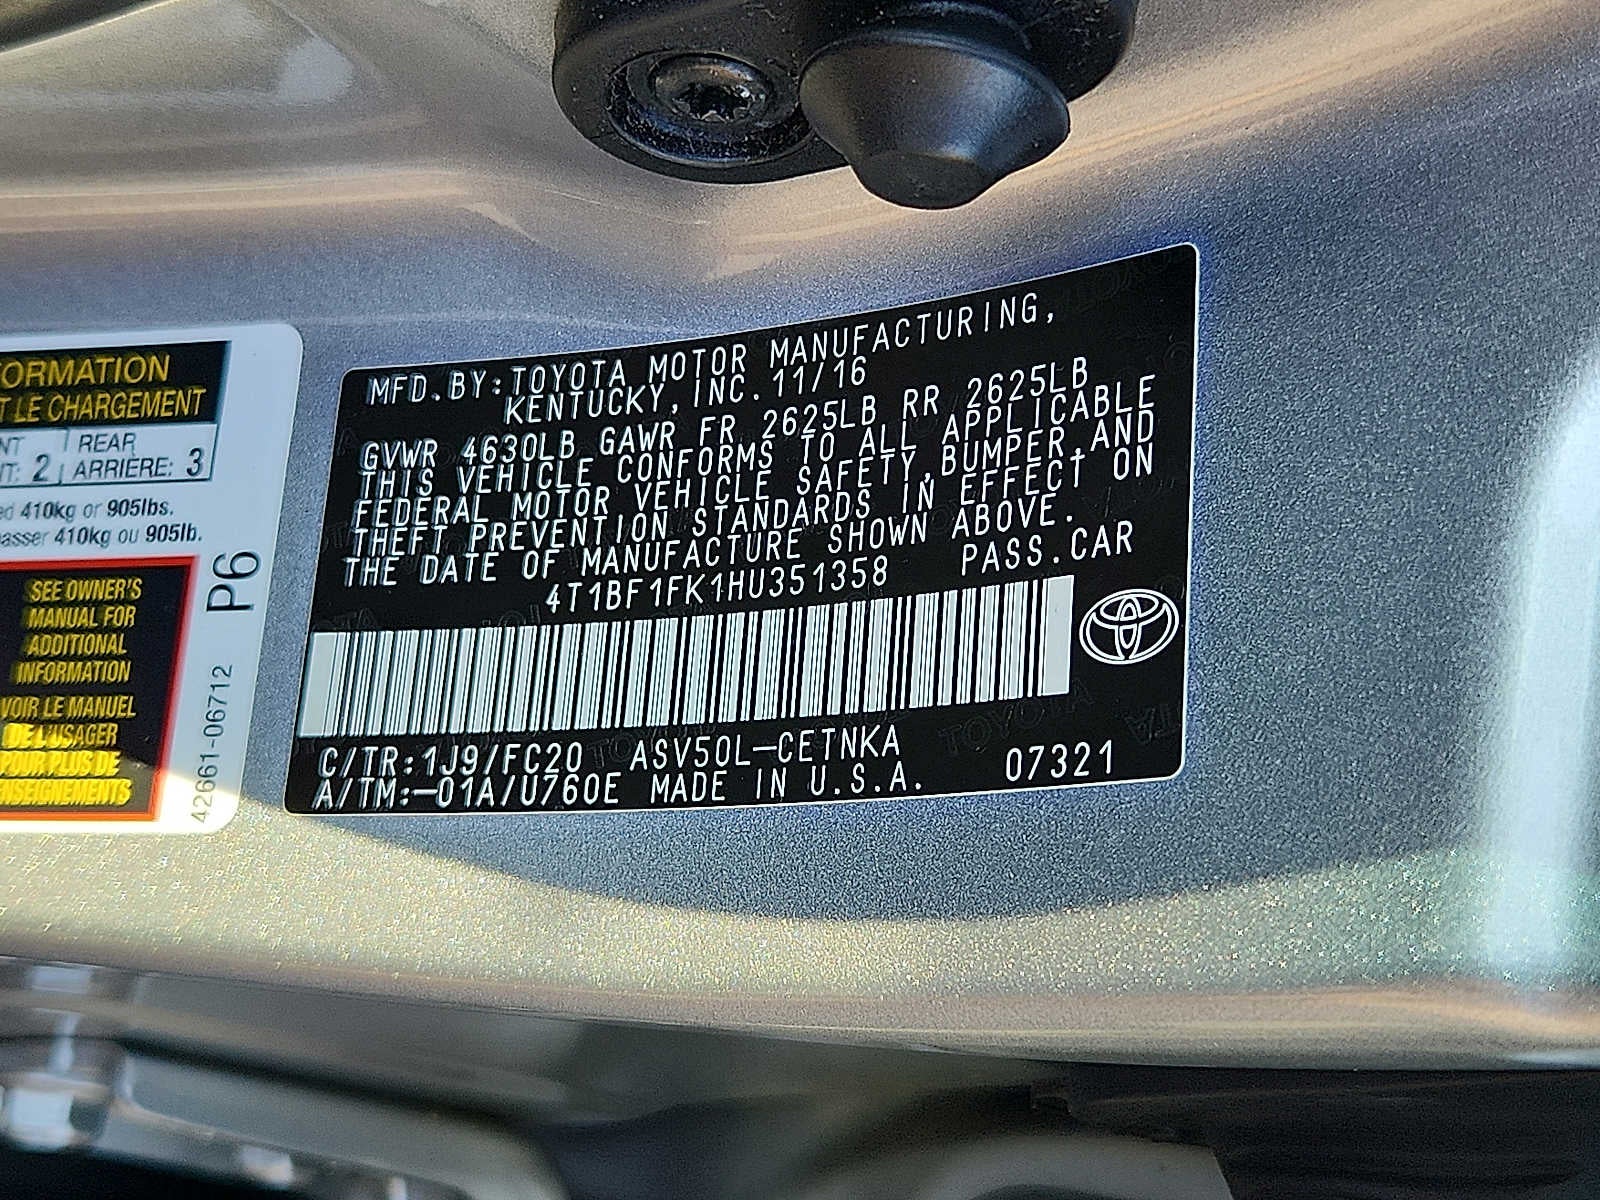 ORMATION
T LE CHARGEMENT
NT REAR
NT: 2 ARRIÈRE: 3
ed 410kg or 905lbs.
asser 410kg ou 905lb.
SEE OWNER'S
MANUAL FOR
ADDITIONAL
INFORMATION
VOIR LE MANUEL
DE L'USAGER
POUR PLUS DE
ENSEIGNEMENTS
P6
42661-06712
MFD.BY:TOYOTA MOTOR MANUFACTURING,
KENTUCKY,INC.11/16
GVWR 4630LB GAWR FR 2625LB RR 2625LB
THIS VEHICLE CONFORMS TO ALL APPLICABLE
FEDERAL MOTOR VEHICLE SAFETY,BUMPER,AND
THEFT PREVENTION STANDARDS IN EFFECT ON
THE DATE OF MANUFACTURE SHOWN ABOVE.
4T1BF1FK1HU351358 PASS.CAR
C/TR:1J9/FC20 ASV50L-CETNKA
A/TM:-01A/U760E MADE IN U.S.A. 07321